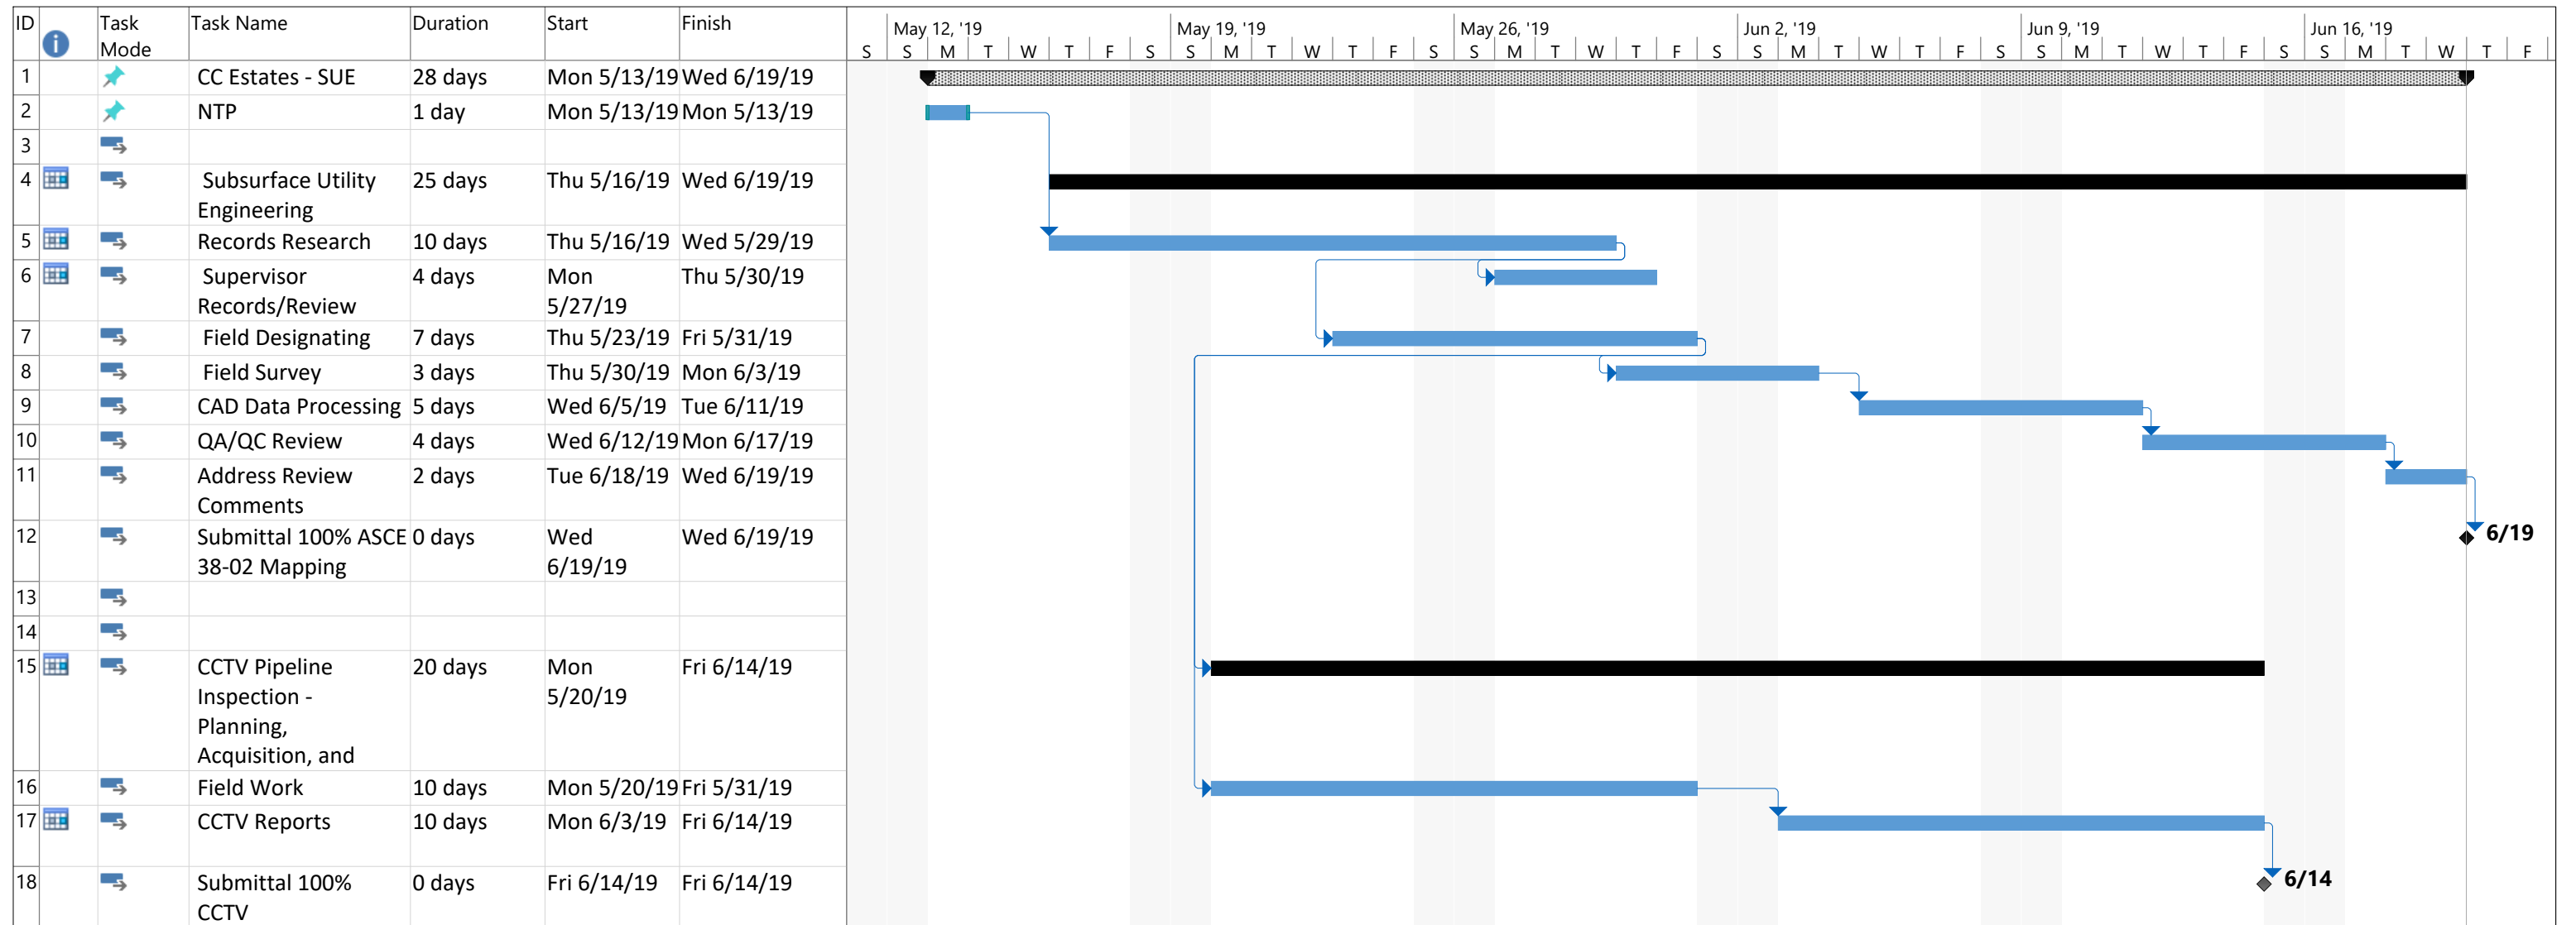 ID Task Mode Task Name Duration Start Finish May 12, '19 May 19, '19 May 26, '19 Jun 2, '19 Jun 9, '19 Jun 16, '19
S S M T W T F S S M T W T F S S M T W T F S S M T W T F S S M T W T F S S M T W T F
1 CC Estates - SUE 28 days Mon 5/13/19 Wed 6/19/19
2 NTP 1 day Mon 5/13/19 Mon 5/13/19
3
4 Subsurface Utility Engineering 25 days Thu 5/16/19 Wed 6/19/19
5 Records Research 10 days Thu 5/16/19 Wed 5/29/19
6 Supervisor Records/Review 4 days Mon 5/27/19 Thu 5/30/19
7 Field Designating 7 days Thu 5/23/19 Fri 5/31/19
8 Field Survey 3 days Thu 5/30/19 Mon 6/3/19
9 CAD Data Processing 5 days Wed 6/5/19 Tue 6/11/19
10 QA/QC Review 4 days Wed 6/12/19 Mon 6/17/19
11 Address Review Comments 2 days Tue 6/18/19 Wed 6/19/19
12 Submittal 100% ASCE 38-02 Mapping 0 days Wed 6/19/19 Wed 6/19/19 6/19
13
14
15 CCTV Pipeline Inspection - Planning, Acquisition, and 20 days Mon 5/20/19 Fri 6/14/19
16 Field Work 10 days Mon 5/20/19 Fri 5/31/19
17 CCTV Reports 10 days Mon 6/3/19 Fri 6/14/19
18 Submittal 100% CCTV 0 days Fri 6/14/19 Fri 6/14/19 6/14